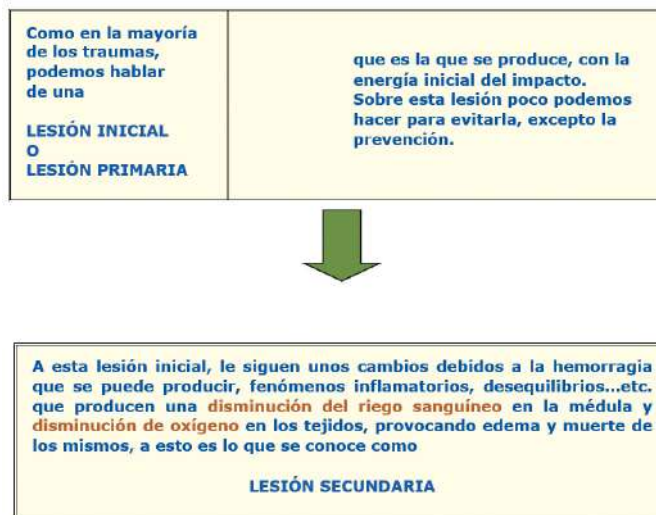 Como en la mayoría
de los traumas,
podemos hablar
de una
LESIÓN INICIAL
O
LESIÓN PRIMARIA
que es la que se produce, con la
energía inicial del impacto.
Sobre esta lesión poco podemos
hacer para evitarla, excepto la
prevención.
A esta lesión inicial, le siguen unos cambios debidos a la hemorragia
que se puede producir, fenómenos inflamatorios, desequilibrios...etc.
que producen una disminución del riego sanguíneo en la médula y
disminución de oxígeno en los tejidos, provocando edema y muerte de
los mismos, a esto es lo que se conoce como
LESIÓN SECUNDARIA